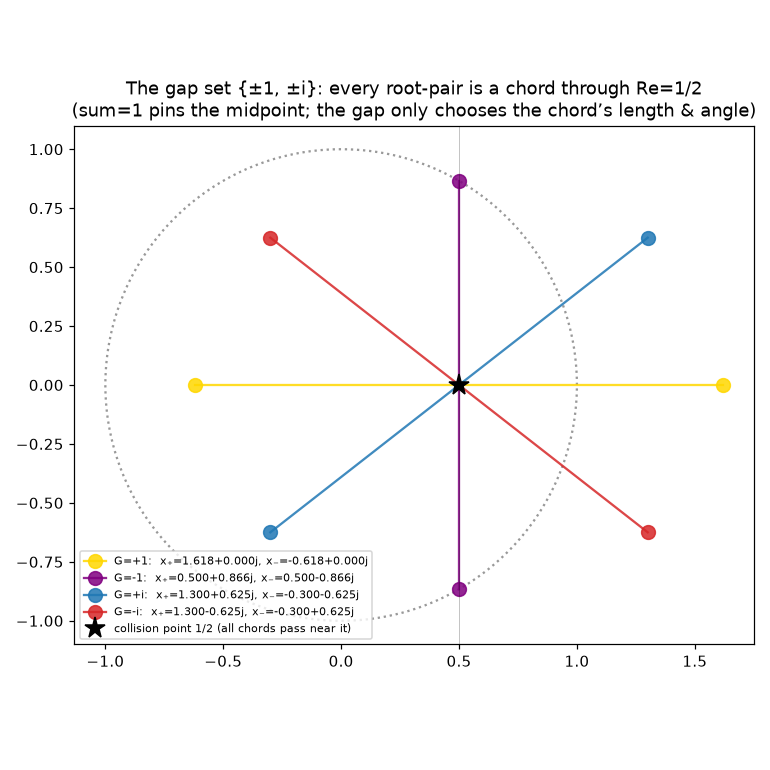 The gap set {±1, ±i}: every root-pair is a chord through Re=1/2
(sum=1 pins the midpoint; the gap only chooses the chord’s length & angle)
1.00
0.75
0.50
0.25
0.00
−0.25
−0.50
−0.75
−1.00
G=+1:  x₊=1.618+0.000j, x₋=-0.618+0.000j
G=-1:  x₊=0.500+0.866j, x₋=0.500-0.866j
G=+i:  x₊=1.300+0.625j, x₋=-0.300-0.625j
G=-i:  x₊=1.300-0.625j, x₋=-0.300+0.625j
collision point 1/2 (all chords pass near it)
−1.0 −0.5 0.0 0.5 1.0 1.5